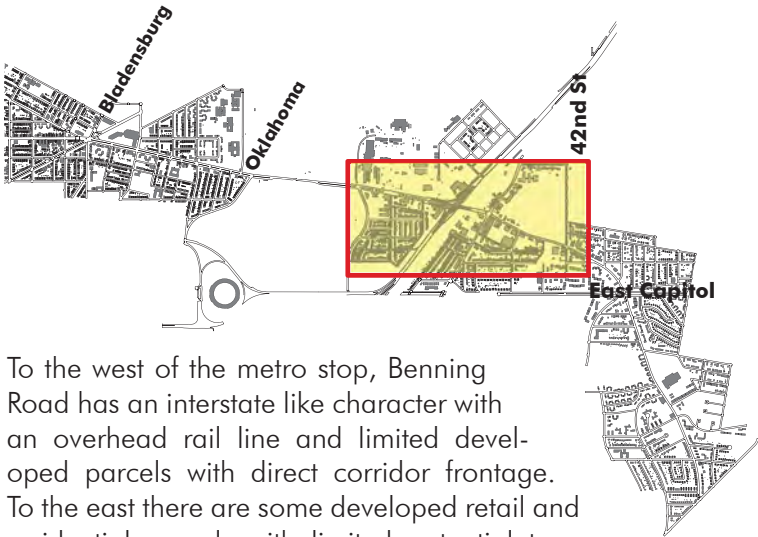 Bladensburg
Oklahoma
42nd St
East Capitol
To the west of the metro stop, Benning
Road has an interstate like character with
an overhead rail line and limited devel-
oped parcels with direct corridor frontage.
To the east there are some developed retail and